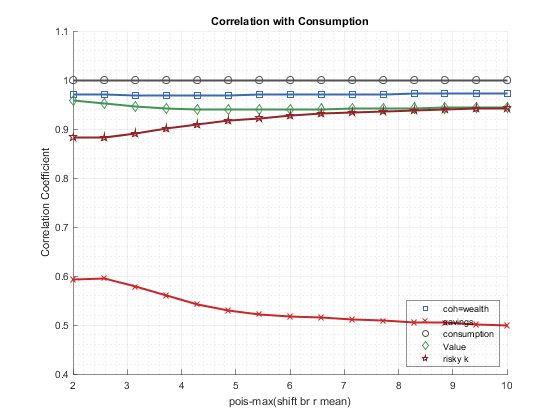 Correlation with Consumption
1.1
1
0.9
0.8
0.7
0.6
0.5
0.4
Correlation Coefficient
coh=wealth
savings
consumption
Value
risky k
2 3 4 5 6 7 8 9 10
pois-max(shift br r mean)